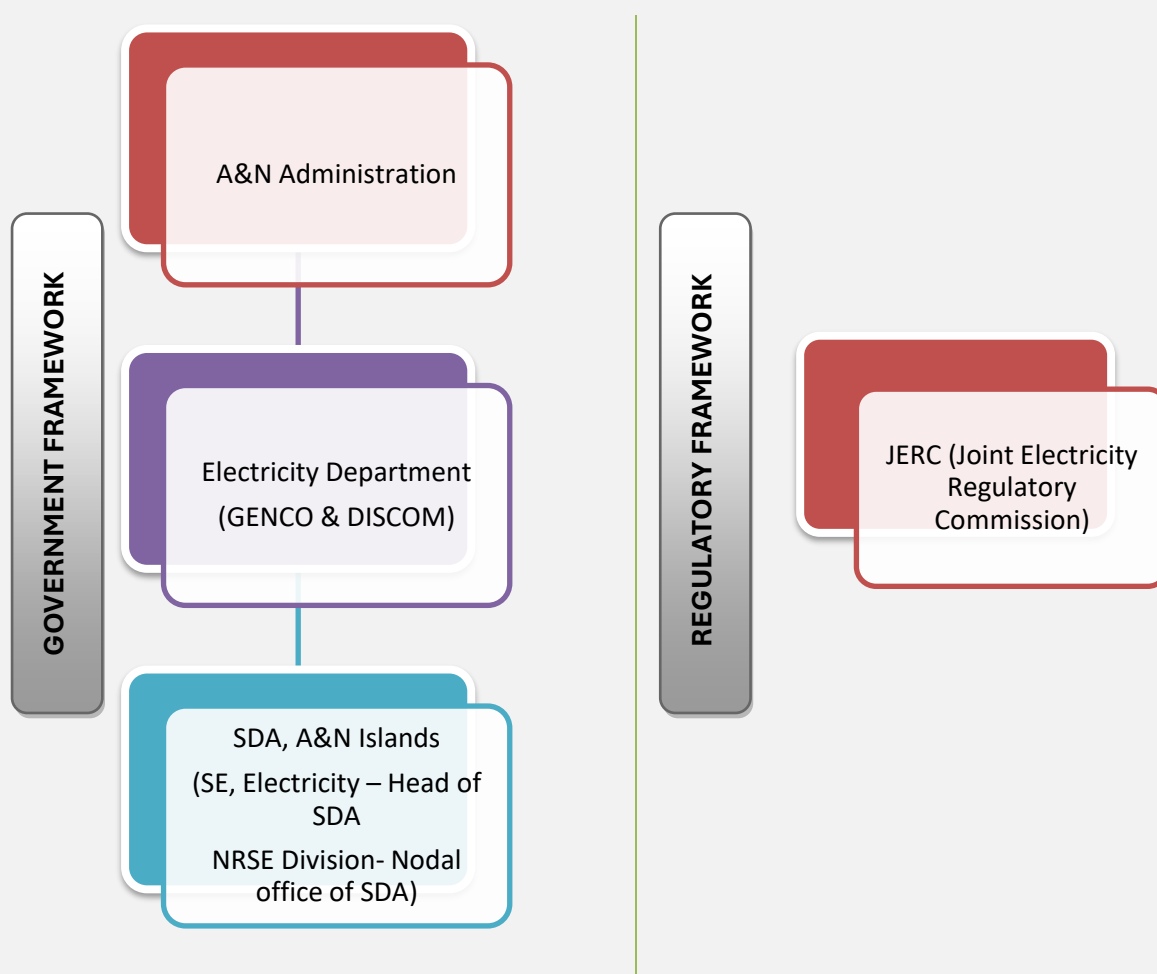 GOVERNMENT FRAMEWORK
A&N Administration
Electricity Department
(GENCO & DISCOM)
SDA, A&N Islands
(SE, Electricity – Head of
SDA
NRSE Division- Nodal
office of SDA)
REGULATORY FRAMEWORK
JERC (Joint Electricity
Regulatory
Commission)